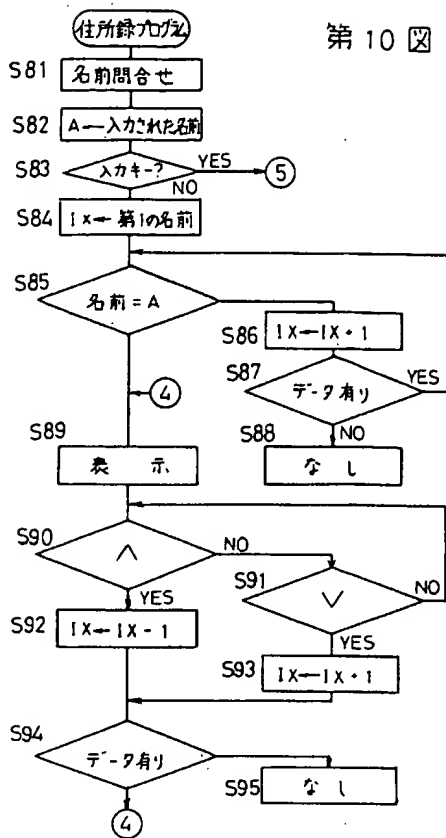 第10図
住所録プログラム
S81 名前問合せ
S82 A←入力された名前
S83 入力キー? YES ⑤
NO
S84 IX←第1の名前
S85 名前=A
S86 IX←IX+1
S87 データ有り YES
④
S88 NO
S89 表 示
なし
S90 ∧ NO
S91 ∨ NO
YES
S92 IX←IX-1
YES
S93 IX←IX+1
S94 データ有り
S95 なし
④